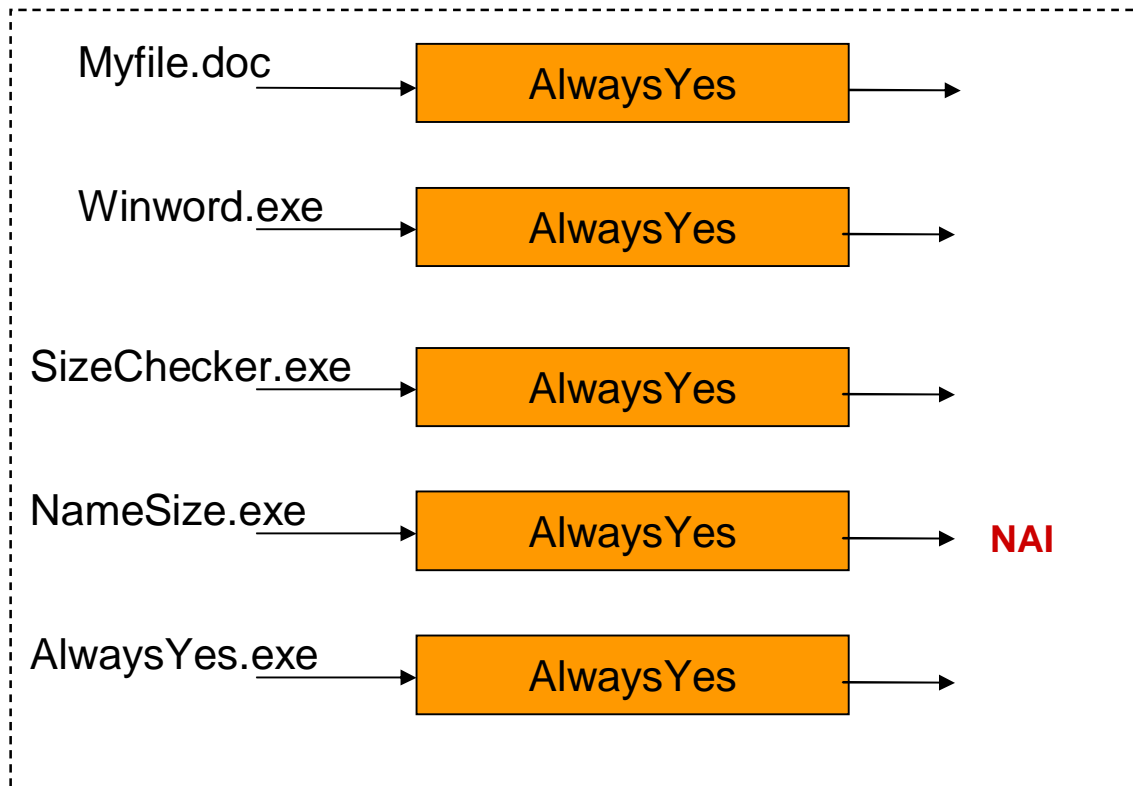 Myfile.doc AlwaysYes
Winword.exe AlwaysYes
SizeChecker.exe AlwaysYes
NameSize.exe AlwaysYes NAI
AlwaysYes.exe AlwaysYes